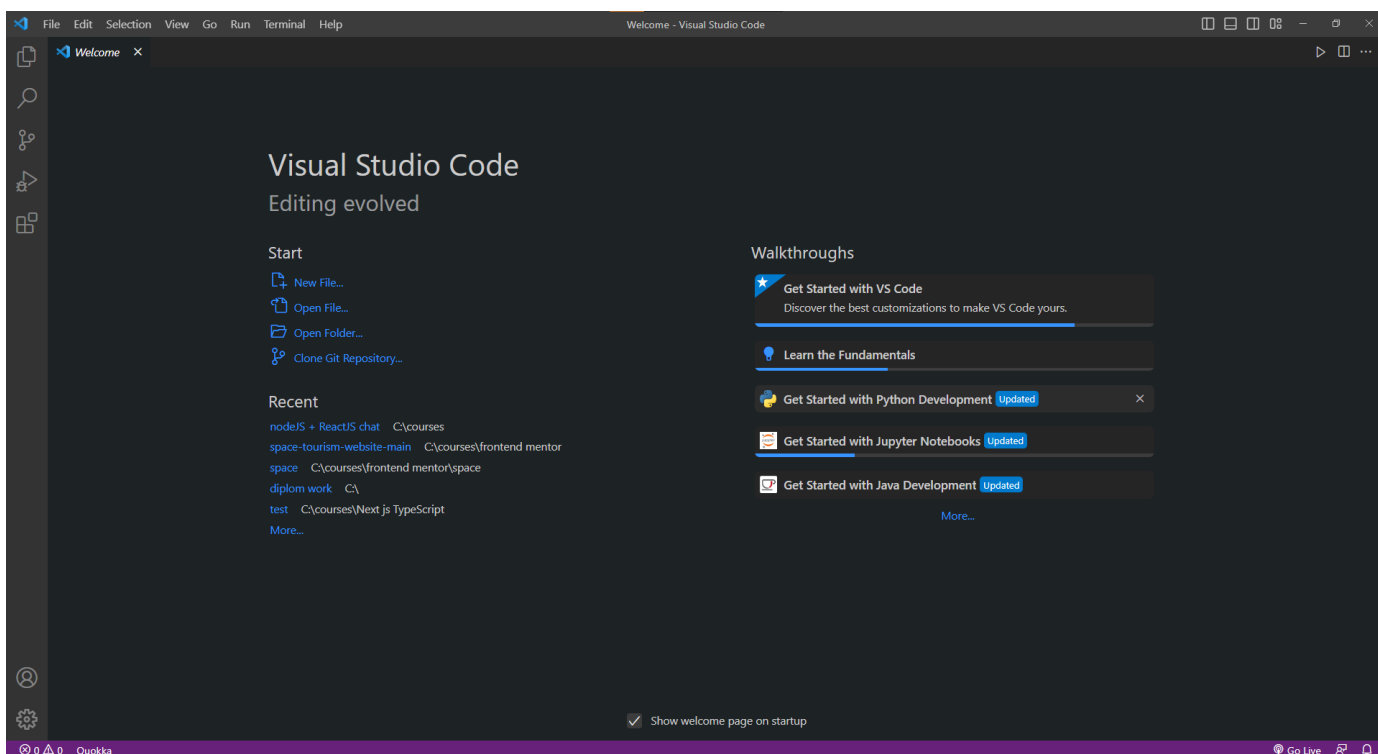 File Edit Selection View Go Run Terminal Help
Welcome - Visual Studio Code
Welcome
Visual Studio Code
Editing evolved
Start
New File...
Open File...
Open Folder...
Clone Git Repository...
Recent
nodeJS + ReactJS chat C:\courses
space-tourism-website-main C:\courses\frontend mentor
space C:\courses\frontend mentor\space
diplom work C:\
test C:\courses\Next js TypeScript
More...
Walkthroughs
Get Started with VS Code
Discover the best customizations to make VS Code yours.
Learn the Fundamentals
Get Started with Python Development Updated
Get Started with Jupyter Notebooks Updated
Get Started with Java Development Updated
More...
Show welcome page on startup
0 0 Quokka
Go Live